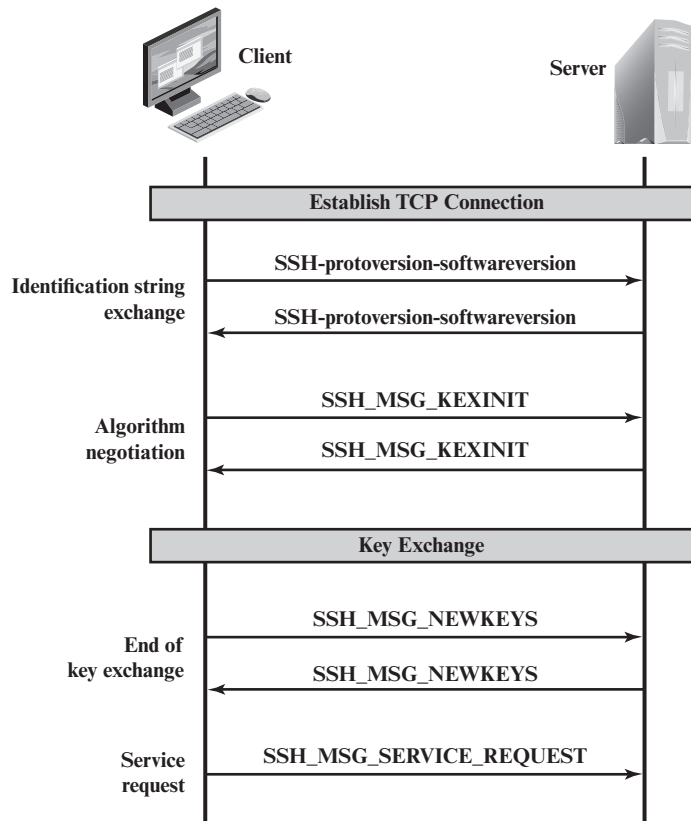 Client
Server
Establish TCP Connection
SSH-protoversion-softwareversion
Identification string
exchange
SSH-protoversion-softwareversion
SSH_MSG_KEXINIT
Algorithm
negotiation
SSH_MSG_KEXINIT
Key Exchange
SSH_MSG_NEWKEYS
End of
key exchange
SSH_MSG_NEWKEYS
SSH_MSG_SERVICE_REQUEST
Service
request